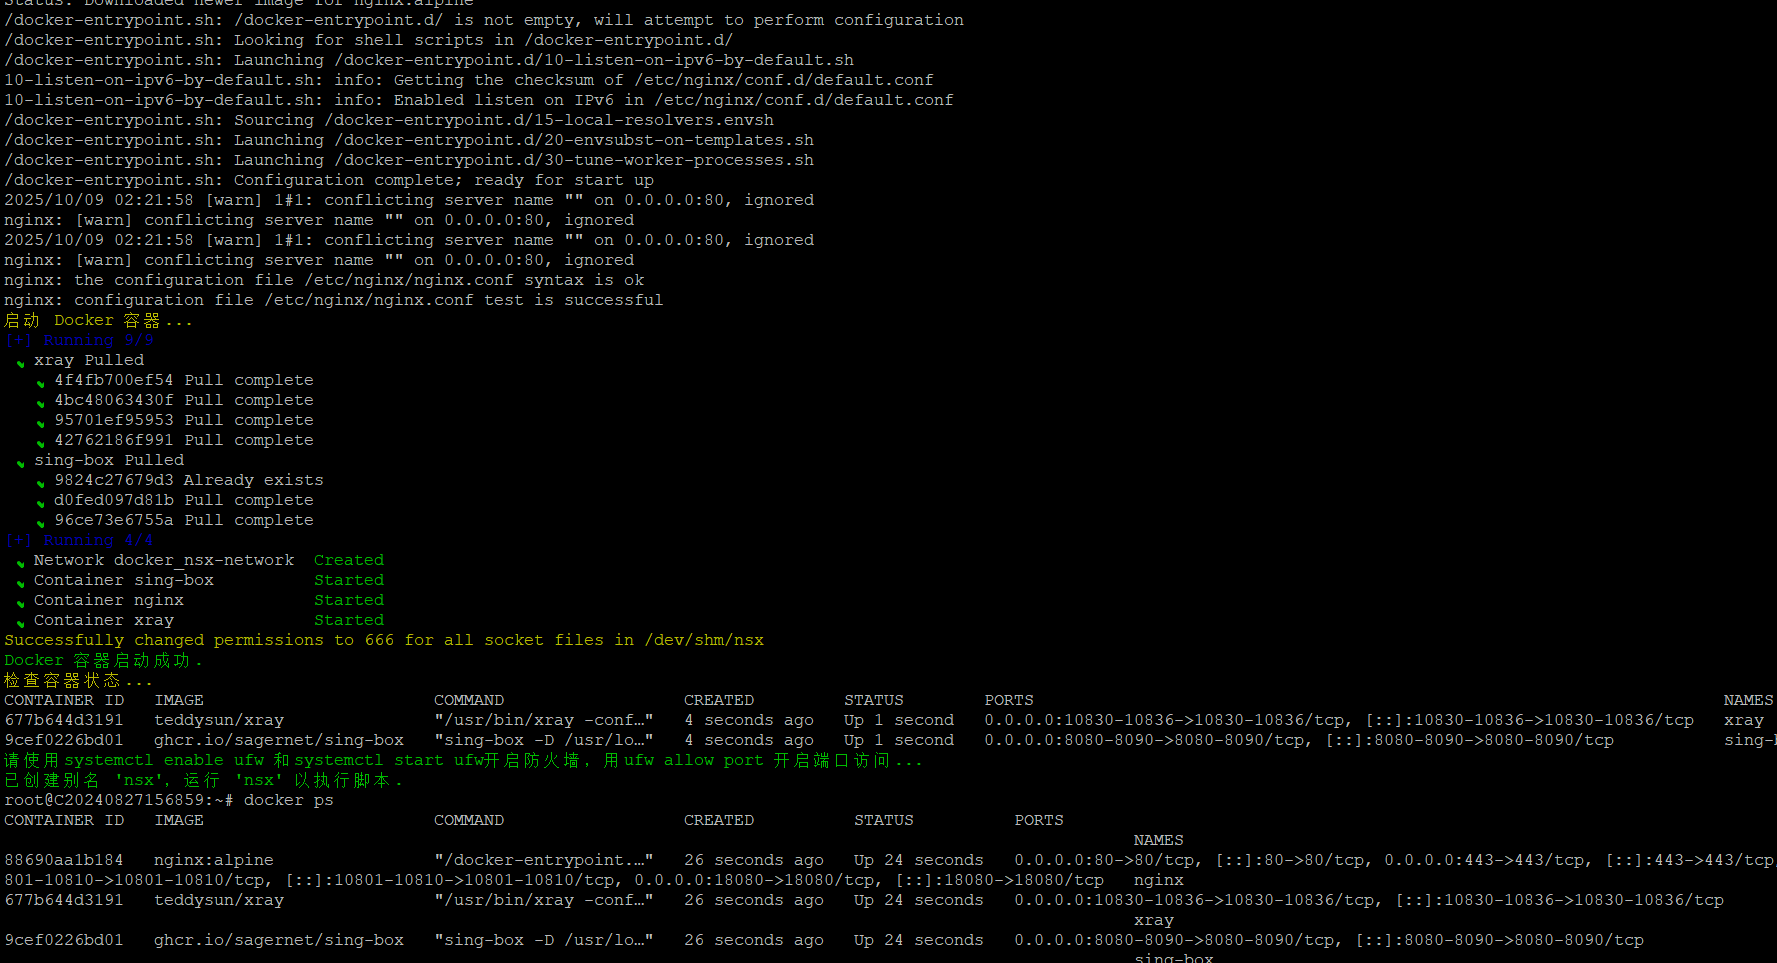 Status: Downloaded newer image for nginx:alpine
/docker-entrypoint.sh: /docker-entrypoint.d/ is not empty, will attempt to perform configuration
/docker-entrypoint.sh: Looking for shell scripts in /docker-entrypoint.d/
/docker-entrypoint.sh: Launching /docker-entrypoint.d/10-listen-on-ipv6-by-default.sh
10-listen-on-ipv6-by-default.sh: info: Getting the checksum of /etc/nginx/conf.d/default.conf
10-listen-on-ipv6-by-default.sh: info: Enabled listen on IPv6 in /etc/nginx/conf.d/default.conf
/docker-entrypoint.sh: Sourcing /docker-entrypoint.d/15-local-resolvers.envsh
/docker-entrypoint.sh: Launching /docker-entrypoint.d/20-envsubst-on-templates.sh
/docker-entrypoint.sh: Launching /docker-entrypoint.d/30-tune-worker-processes.sh
/docker-entrypoint.sh: Configuration complete; ready for start up
2025/10/09 02:21:58 [warn] 1#1: conflicting server name "" on 0.0.0.0:80, ignored
nginx: [warn] conflicting server name "" on 0.0.0.0:80, ignored
2025/10/09 02:21:58 [warn] 1#1: conflicting server name "" on 0.0.0.0:80, ignored
nginx: [warn] conflicting server name "" on 0.0.0.0:80, ignored
nginx: the configuration file /etc/nginx/nginx.conf syntax is ok
nginx: configuration file /etc/nginx/nginx.conf test is successful
启动 Docker 容器...
[+] Running 9/9
xray Pulled
4f4fb700ef54 Pull complete
4bc48063430f Pull complete
95701ef95953 Pull complete
42762186f991 Pull complete
sing-box Pulled
9824c27679d3 Already exists
d0fed097d81b Pull complete
96ce73e6755a Pull complete
[+] Running 4/4
Network docker_nsx-network Created
Container sing-box Started
Container nginx Started
Container xray Started
Successfully changed permissions to 666 for all socket files in /dev/shm/nsx
Docker 容器启动成功.
检查容器状态...
CONTAINER ID IMAGE COMMAND CREATED STATUS PORTS NAMES
677b644d3191 teddysun/xray "/usr/bin/xray -conf…" 4 seconds ago Up 1 second 0.0.0.0:10830-10836->10830-10836/tcp, [::]:10830-10836->10830-10836/tcp xray
9cef0226bd01 ghcr.io/sagernet/sing-box "sing-box -D /usr/lo…" 4 seconds ago Up 1 second 0.0.0.0:8080-8090->8080-8090/tcp, [::]:8080-8090->8080-8090/tcp sing-
请使用systemctl enable ufw 和systemctl start ufw开启防火墙，用ufw allow port 开启端口访问...
已创建别名 'nsx'，运行 'nsx' 以执行脚本.
root@C20240827156859:~# docker ps
CONTAINER ID IMAGE COMMAND CREATED STATUS PORTS
NAMES
88690aa1b184 nginx:alpine "/docker-entrypoint.…" 26 seconds ago Up 24 seconds 0.0.0.0:80->80/tcp, [::]:80->80/tcp, 0.0.0.0:443->443/tcp, [::]:443->443/tcp,
801-10810->10801-10810/tcp, [::]:10801-10810->10801-10810/tcp, 0.0.0.0:18080->18080/tcp, [::]:18080->18080/tcp nginx
677b644d3191 teddysun/xray "/usr/bin/xray -conf…" 26 seconds ago Up 24 seconds 0.0.0.0:10830-10836->10830-10836/tcp, [::]:10830-10836->10830-10836/tcp
xray
9cef0226bd01 ghcr.io/sagernet/sing-box "sing-box -D /usr/lo…" 26 seconds ago Up 24 seconds 0.0.0.0:8080-8090->8080-8090/tcp, [::]:8080-8090->8080-8090/tcp
sing-box